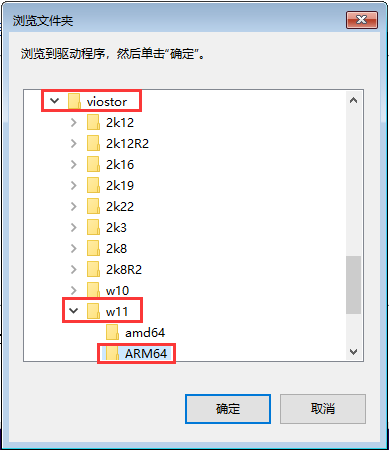 浏览文件夹
浏览到驱动程序，然后单击“确定”。
viostor
2k12
2k12R2
2k16
2k19
2k22
2k3
2k8
2k8R2
w10
w11
amd64
ARM64
确定
取消